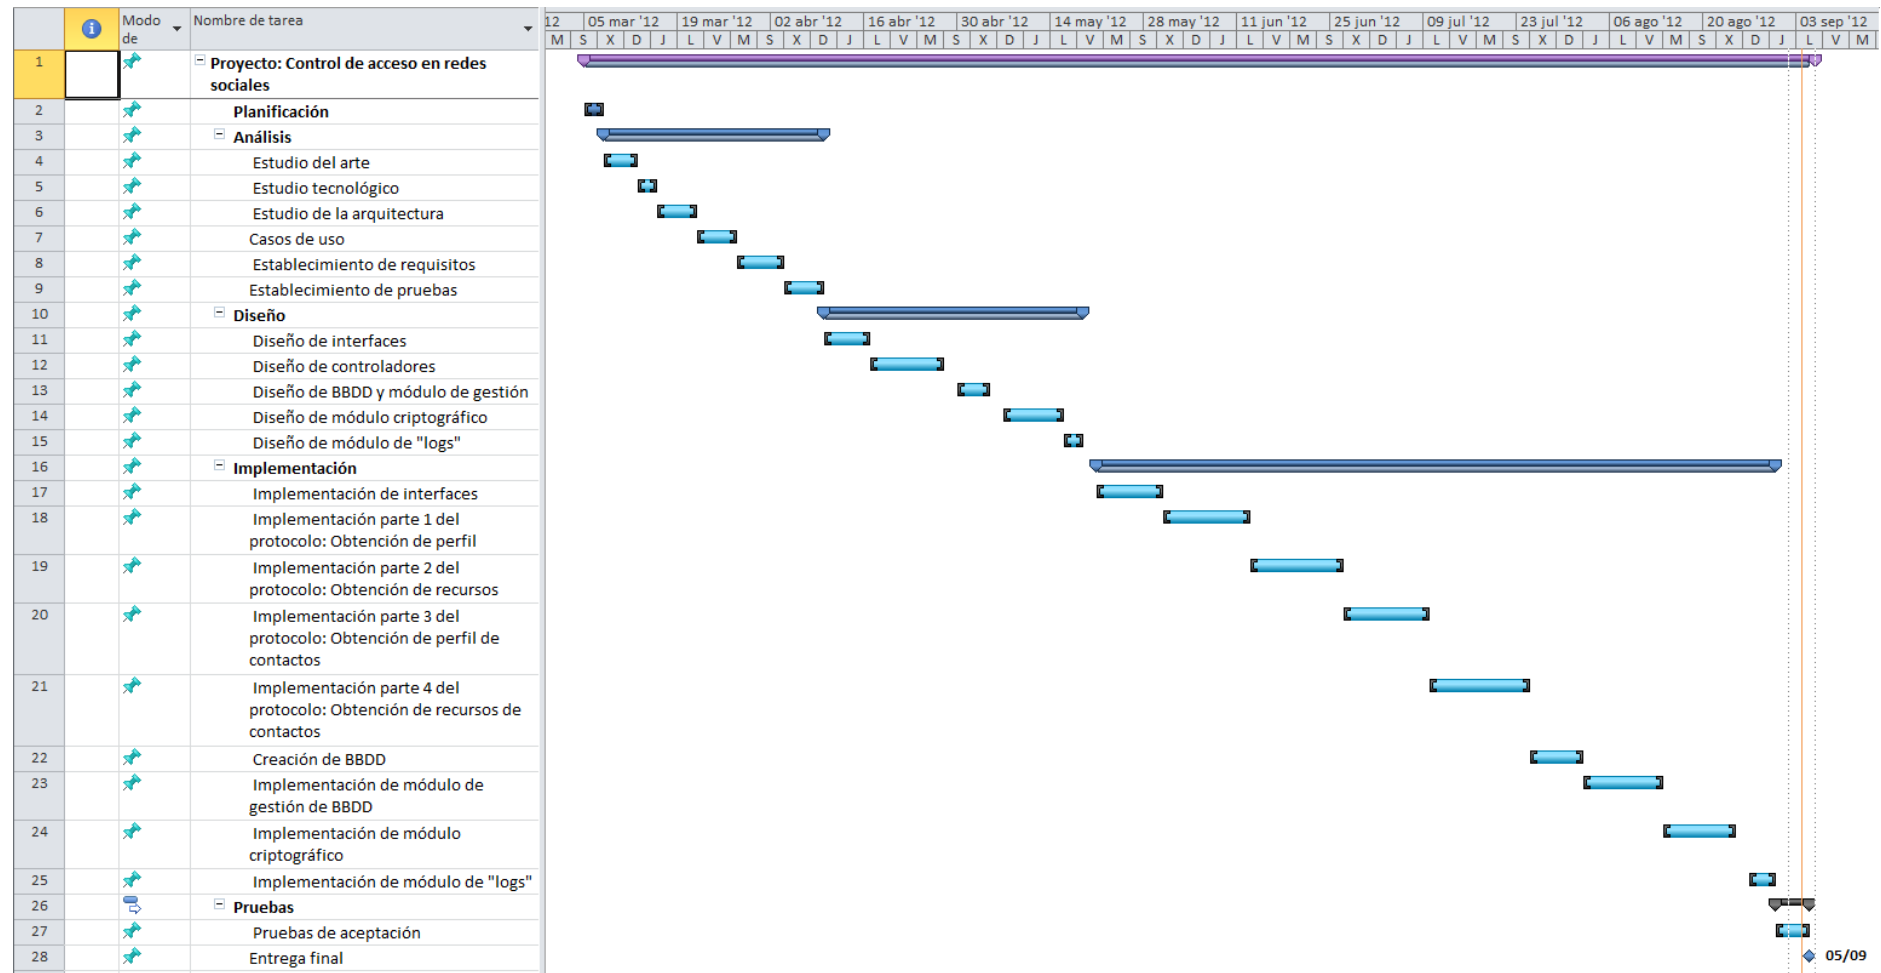 Modo de
Nombre de tarea
12
05 mar '12
19 mar '12
02 abr '12
16 abr '12
30 abr '12
14 may '12
28 may '12
11 jun '12
25 jun '12
09 jul '12
23 jul '12
06 ago '12
20 ago '12
03 sep '12
M S X D J L V M S X D J L V M S X D J L V M S X D J L V M S X D J L V M S X D J L V M S X D J L V M
1 Proyecto: Control de acceso en redes
sociales
2 Planificación
3 Análisis
4 Estudio del arte
5 Estudio tecnológico
6 Estudio de la arquitectura
7 Casos de uso
8 Establecimiento de requisitos
9 Establecimiento de pruebas
10 Diseño
11 Diseño de interfaces
12 Diseño de controladores
13 Diseño de BBDD y módulo de gestión
14 Diseño de módulo criptográfico
15 Diseño de módulo de "logs"
16 Implementación
17 Implementación de interfaces
18 Implementación parte 1 del
protocolo: Obtención de perfil
19 Implementación parte 2 del
protocolo: Obtención de recursos
20 Implementación parte 3 del
protocolo: Obtención de perfil de
contactos
21 Implementación parte 4 del
protocolo: Obtención de recursos de
contactos
22 Creación de BBDD
23 Implementación de módulo de
gestión de BBDD
24 Implementación de módulo
criptográfico
25 Implementación de módulo de "logs"
26 Pruebas
27 Pruebas de aceptación
28 Entrega final
05/09